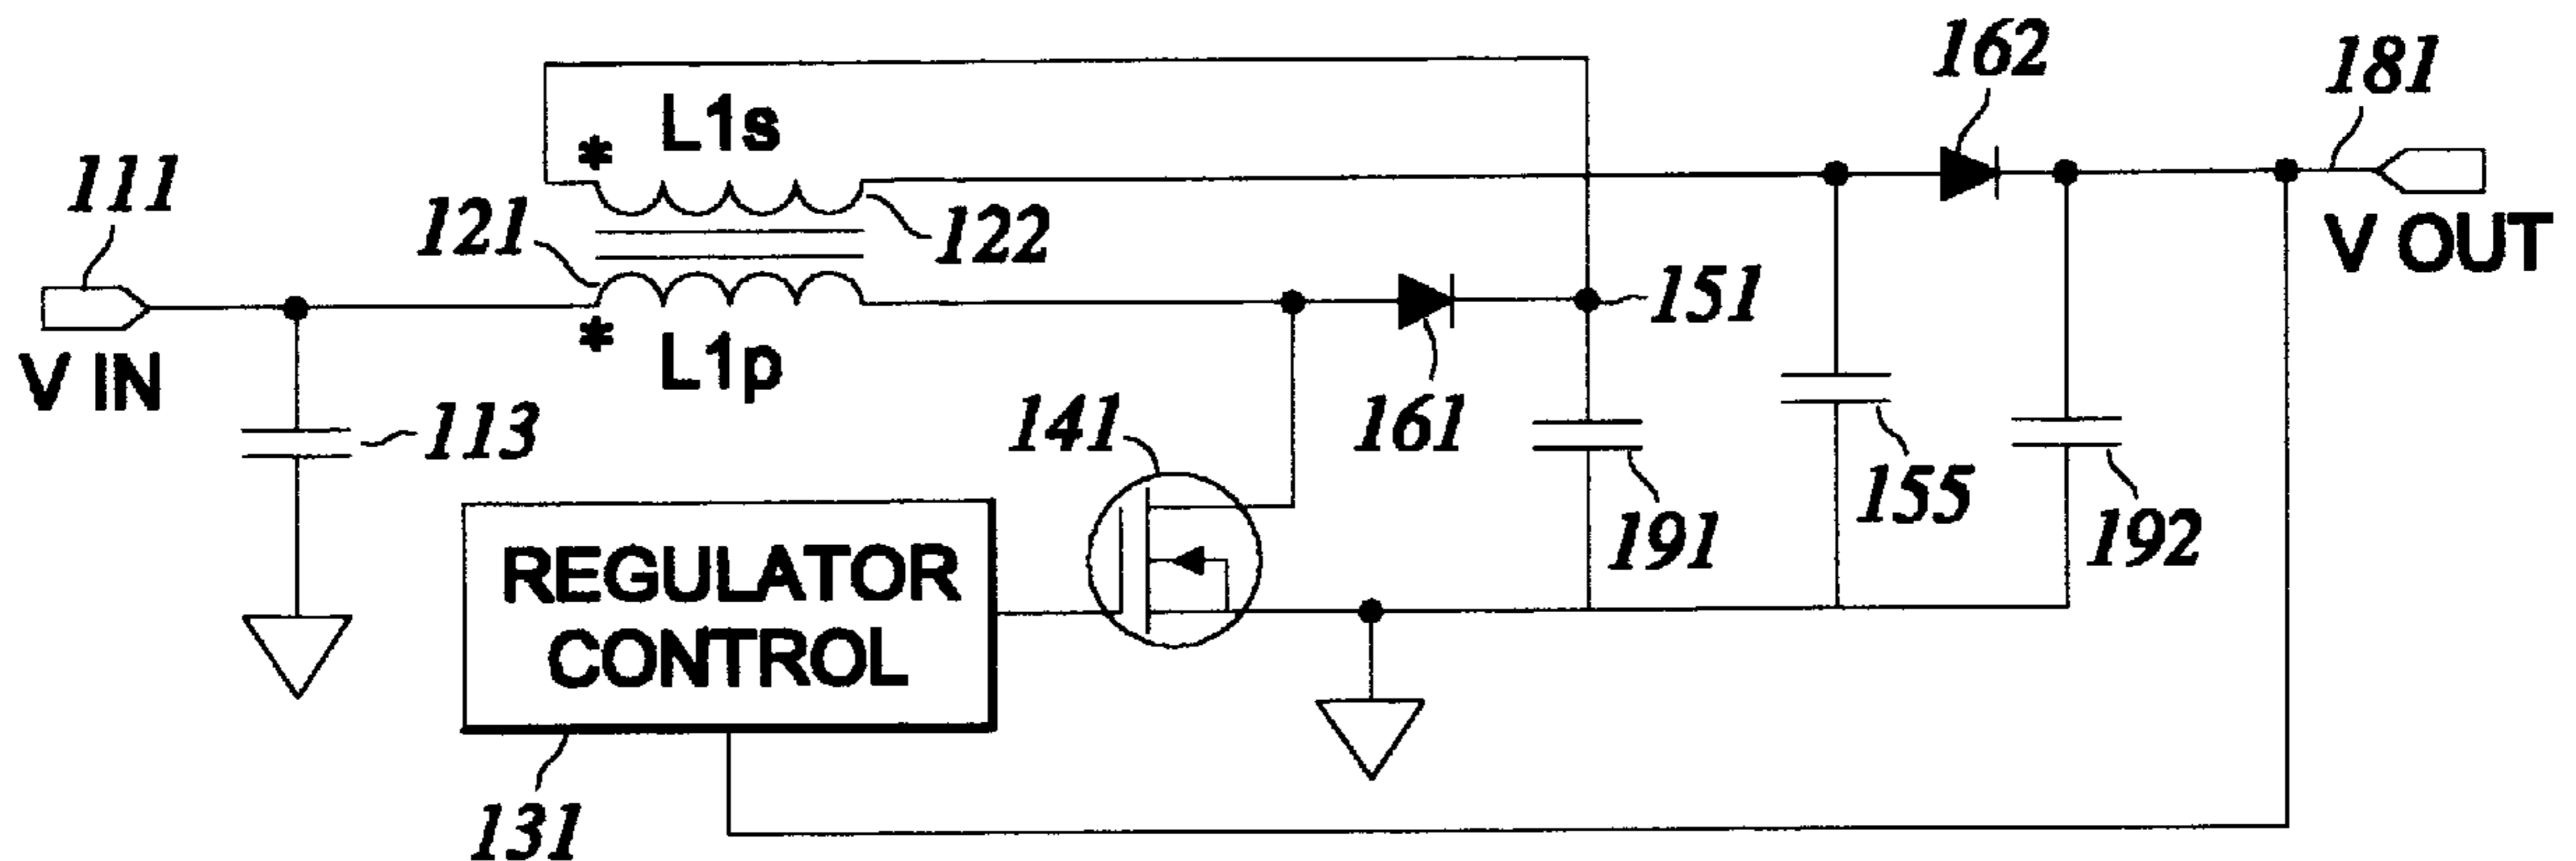 162
181
L1s
*
111
121
122
V OUT
151
*
L1p
V IN
113
141
161
155
191
192
REGULATOR
CONTROL
131